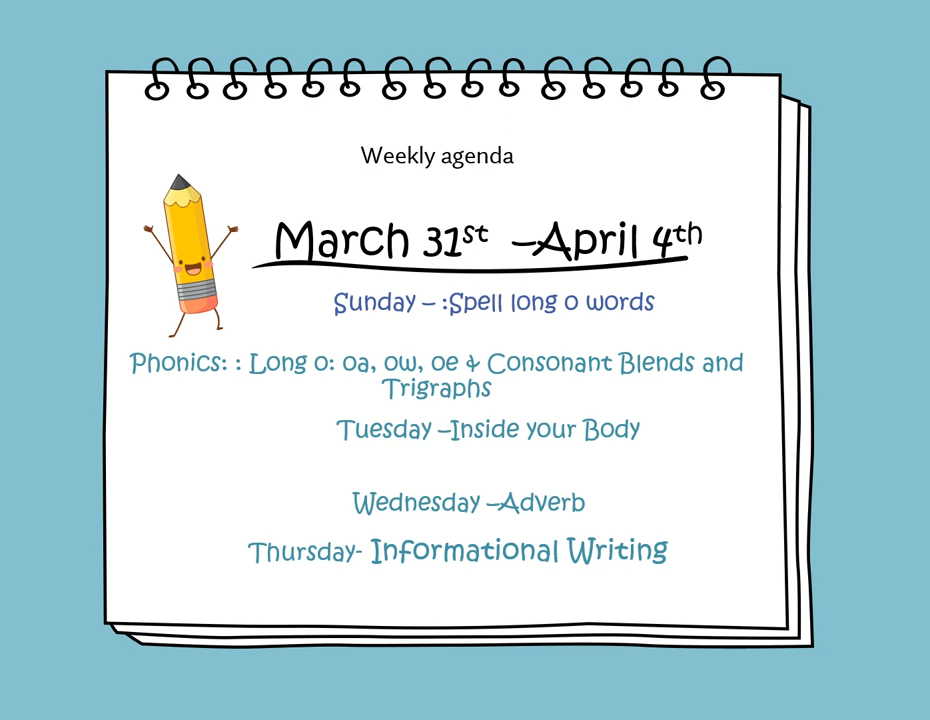 Weekly agenda
March 31st –April 4th
Sunday – :Spell long o words
Phonics: : Long o: oa, ow, oe & Consonant Blends and
Trigraphs
Tuesday –Inside your Body
Wednesday –Adverb
Thursday- Informational Writing